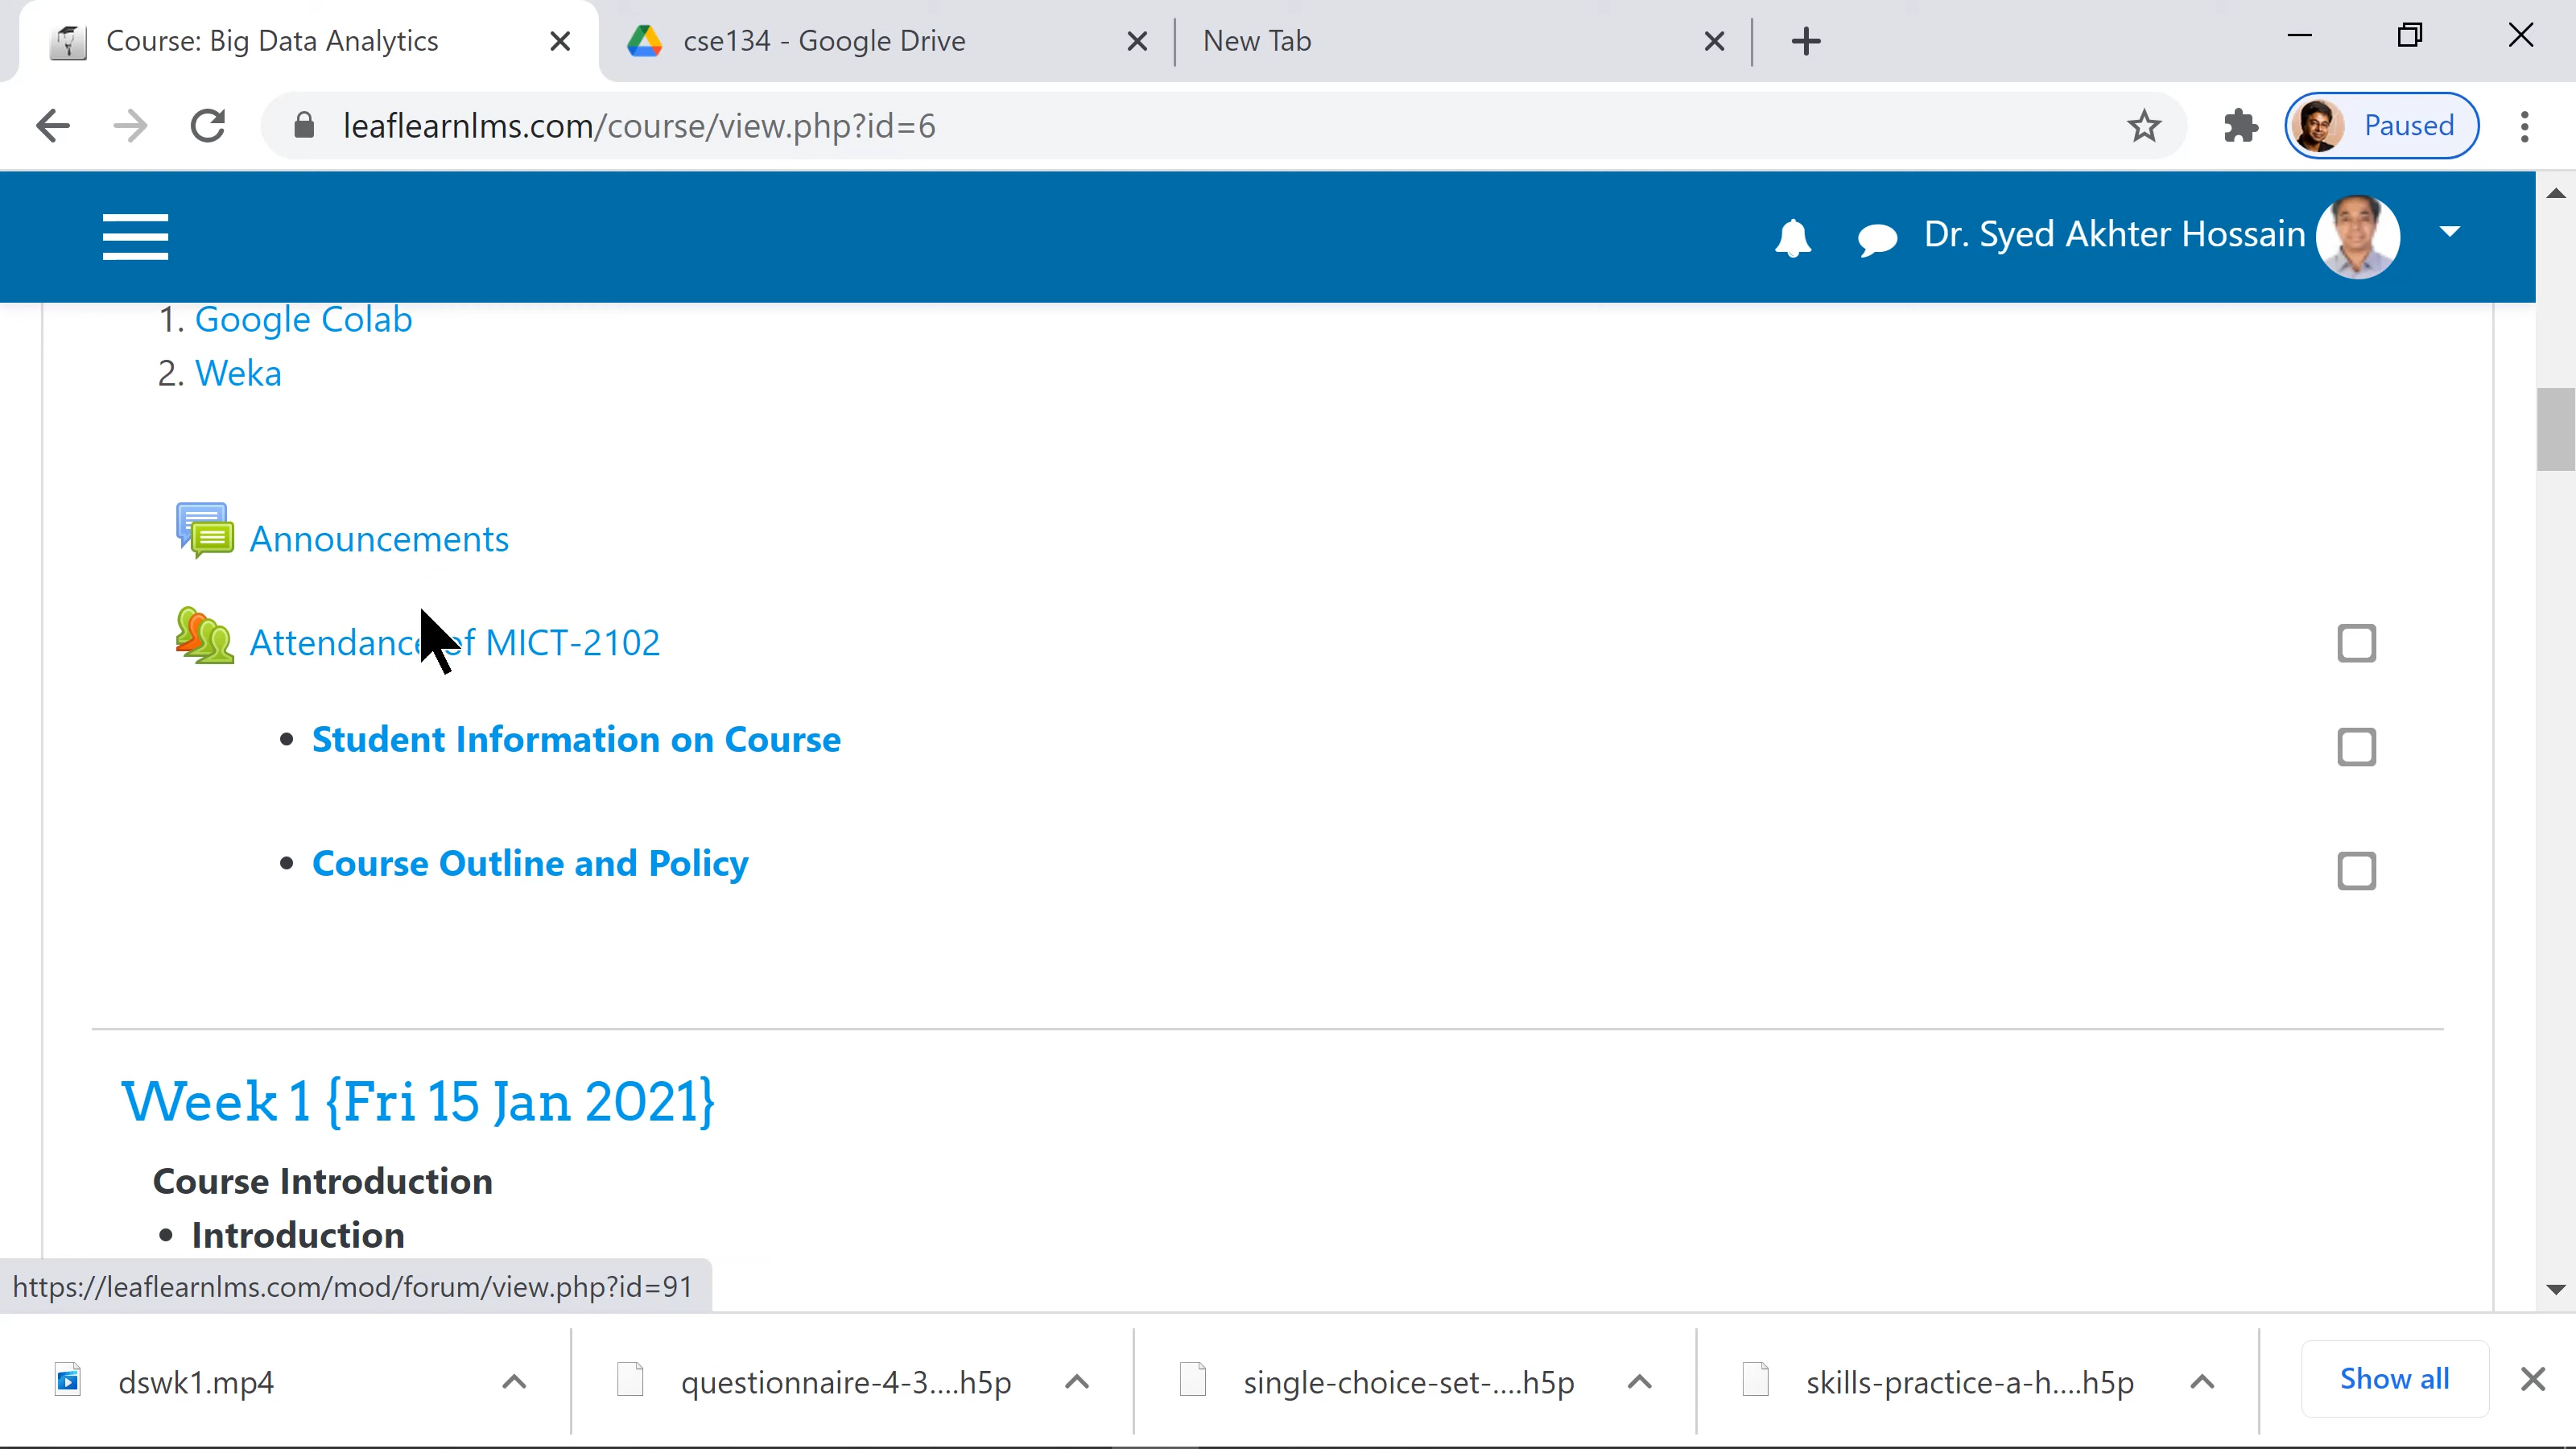 Course: Big Data Analytics
cse134 - Google Drive
New Tab
leaflearnlms.com/course/view.php?id=6
Paused
Dr. Syed Akhter Hossain
1. Google Colab
2. Weka
Announcements
Attendance of MICT-2102
• Student Information on Course
• Course Outline and Policy
Week 1 {Fri 15 Jan 2021}
Course Introduction
• Introduction
https://leaflearnlms.com/mod/forum/view.php?id=91
dswk1.mp4
questionnaire-4-3....h5p
single-choice-set-....h5p
skills-practice-a-h....h5p
Show all